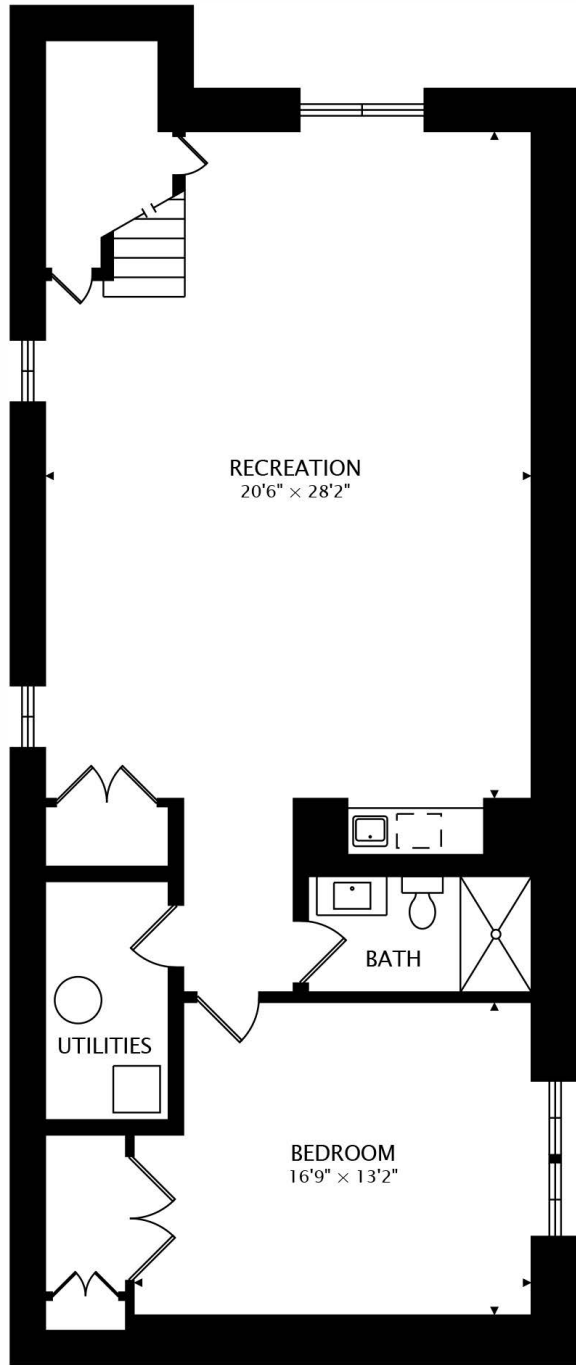 RECREATION
20'6" × 28'2"
BATH
UTILITIES
BEDROOM
16'9" × 13'2"